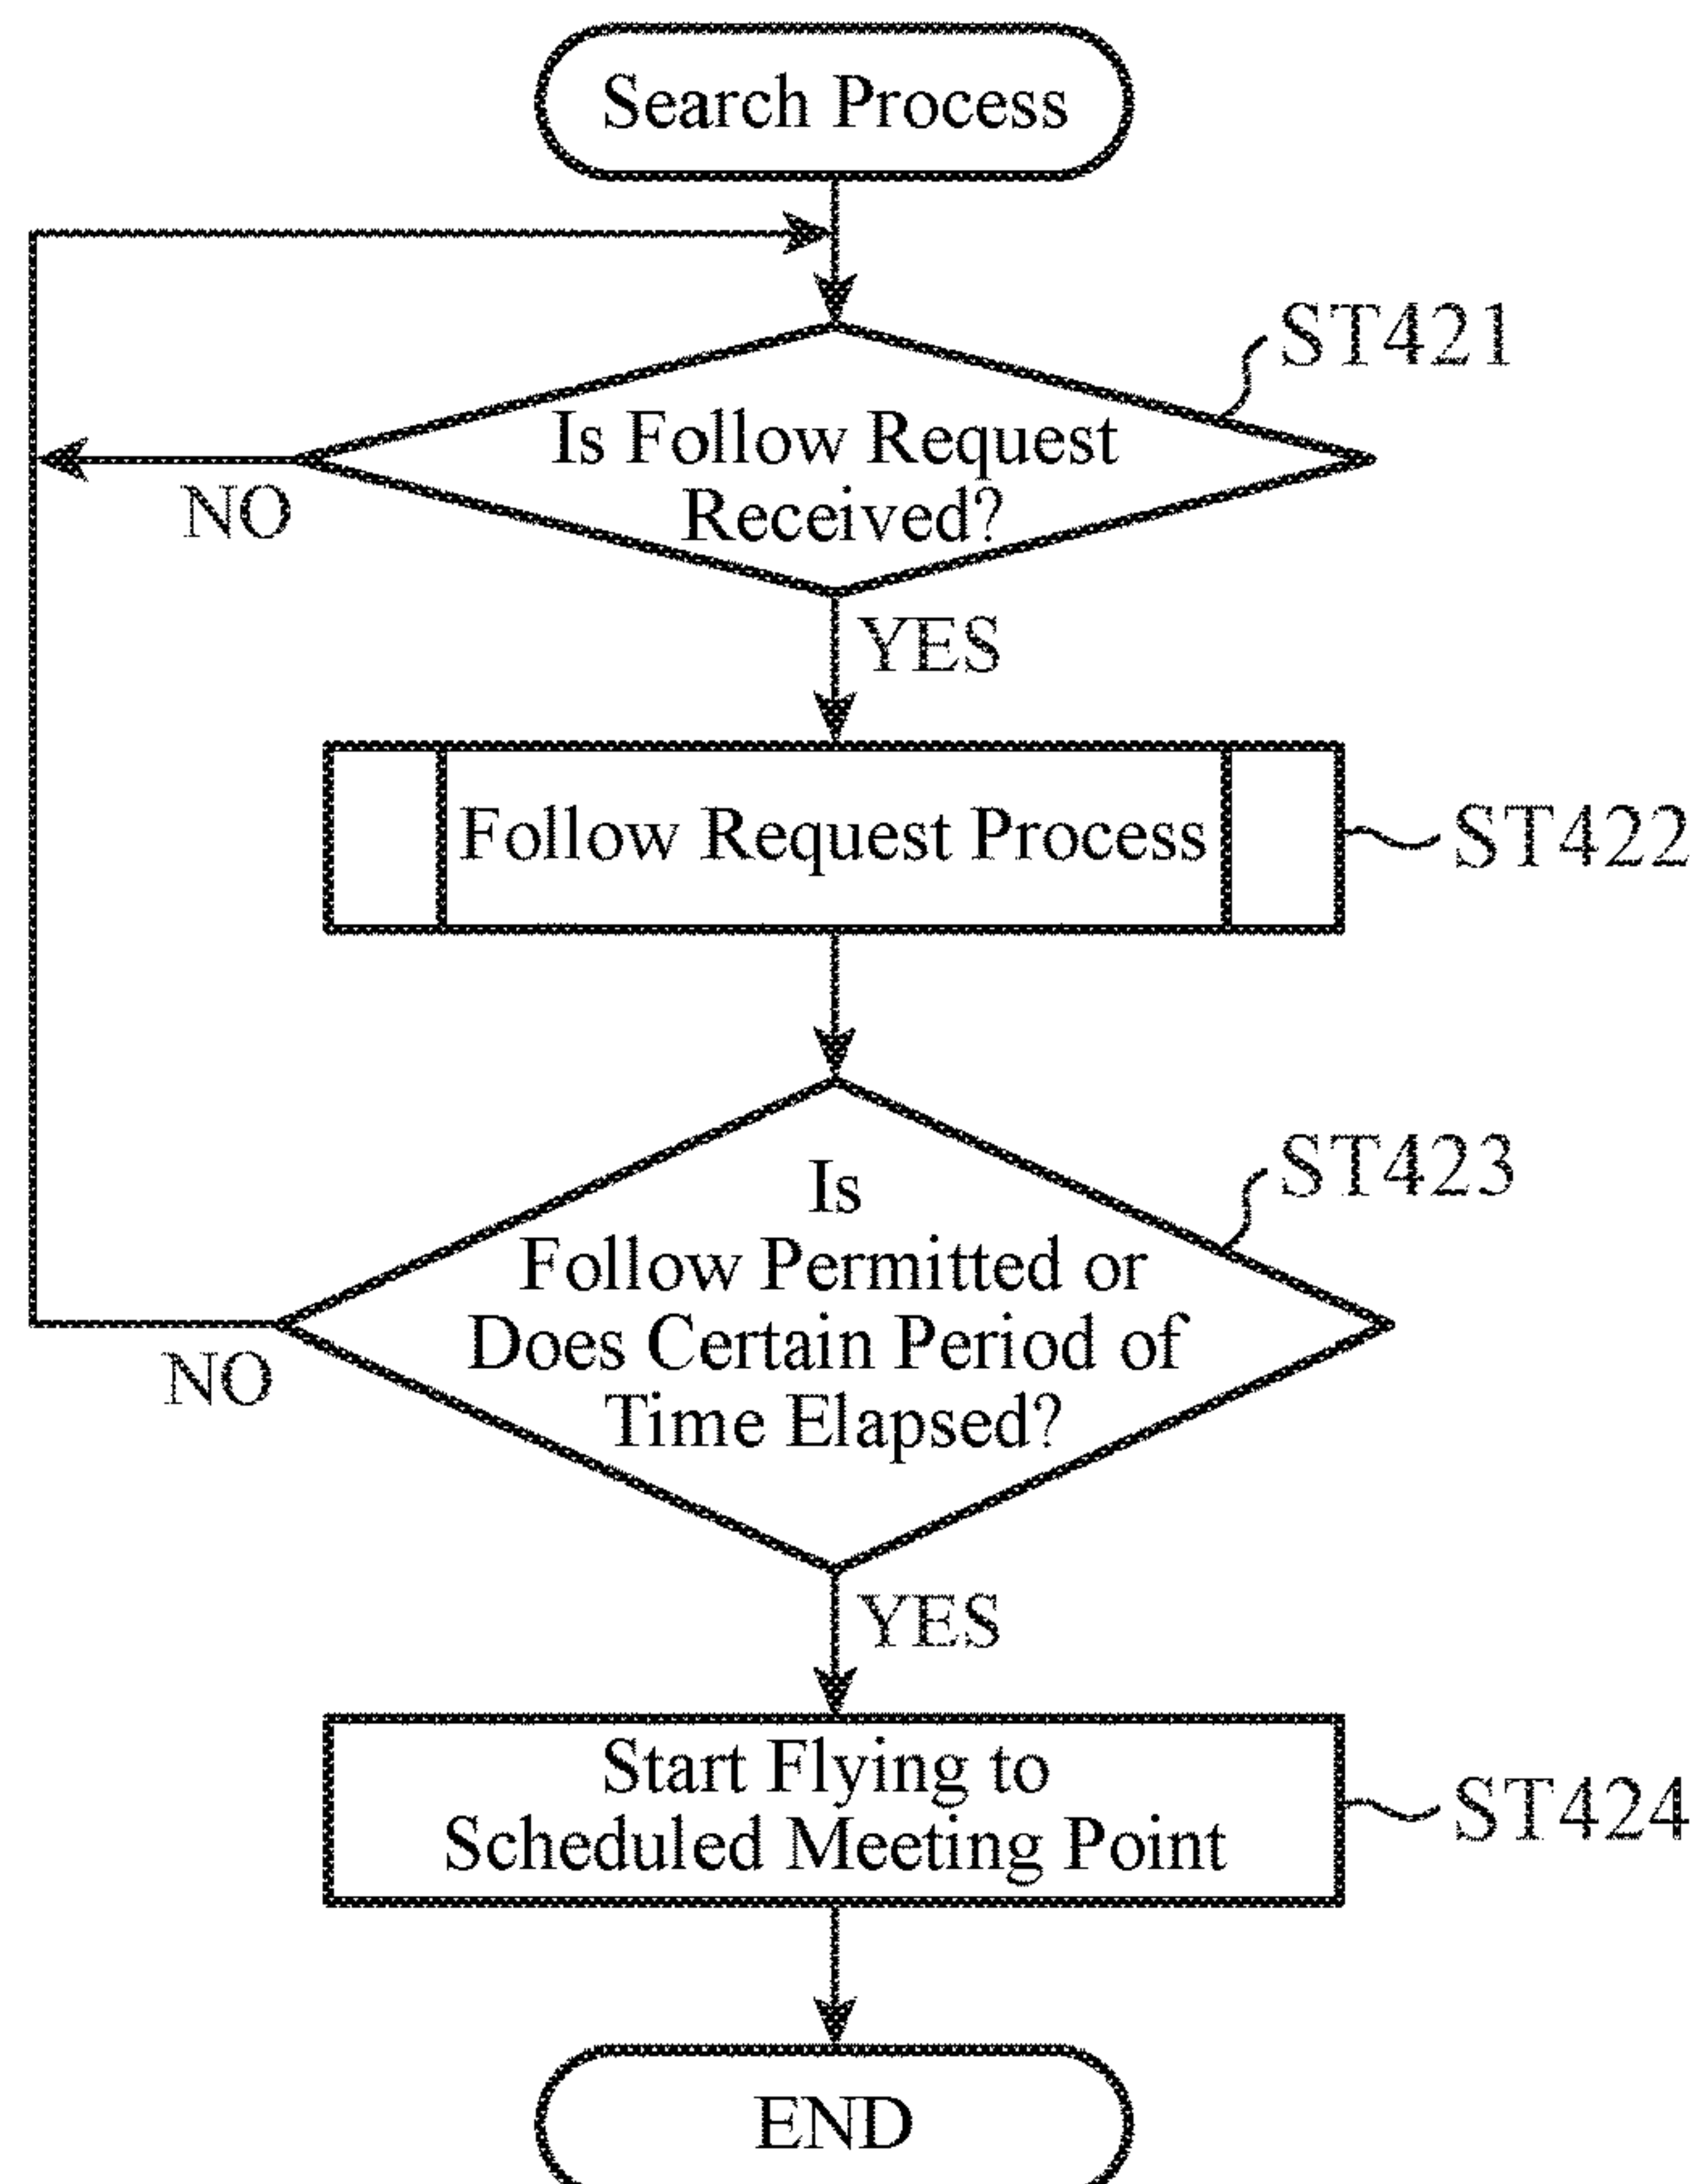 Search Process
ST421
Is Follow Request
Received?
NO
YES
Follow Request Process
ST422
ST423
Is
Follow Permitted or
Does Certain Period of
Time Elapsed?
NO
YES
Start Flying to
Scheduled Meeting Point
ST424
END